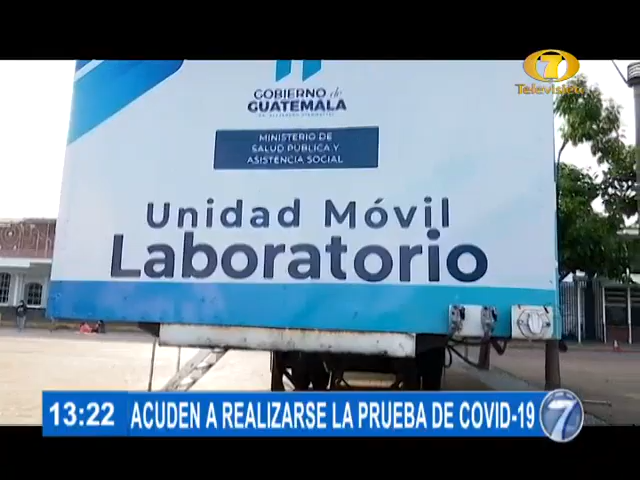 7
Televisión
GOBIERNO de
GUATEMALA
MINISTERIO DE
SALUD PÚBLICA Y
ASISTENCIA SOCIAL
Unidad Móvil
Laboratorio
13:22 ACUDEN A REALIZARSE LA PRUEBA DE COVID-19 7